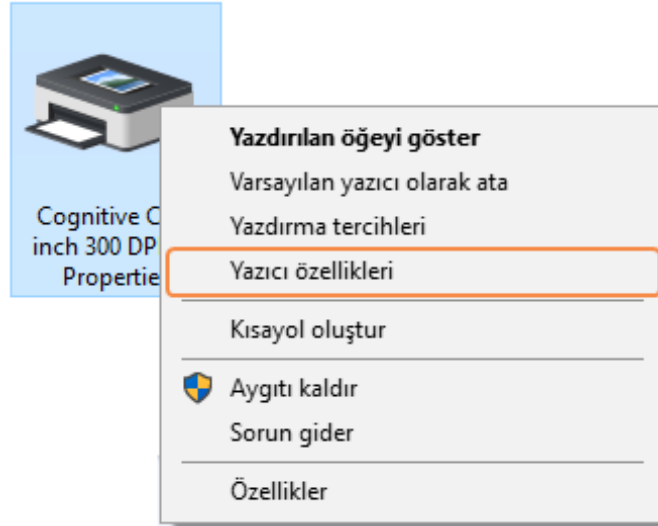 Cognitive C
inch 300 DP
Propertie
Yazdırılan öğeyi göster
Varsayılan yazıcı olarak ata
Yazdırma tercihleri
Yazıcı özellikleri
Kısayol oluştur
Aygıtı kaldır
Sorun gider
Özellikler